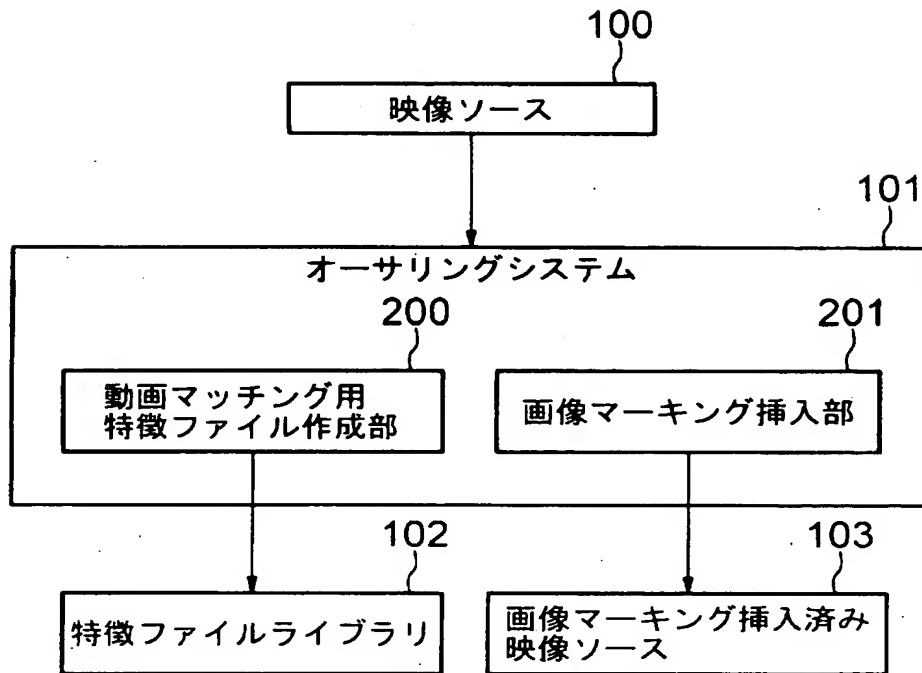 100
映像ソース
101
オーサリングシステム
200
201
動画マッチング用
特徴ファイル作成部
画像マーキング挿入部
102
103
特徴ファイルライブラリ
画像マーキング挿入済み
映像ソース